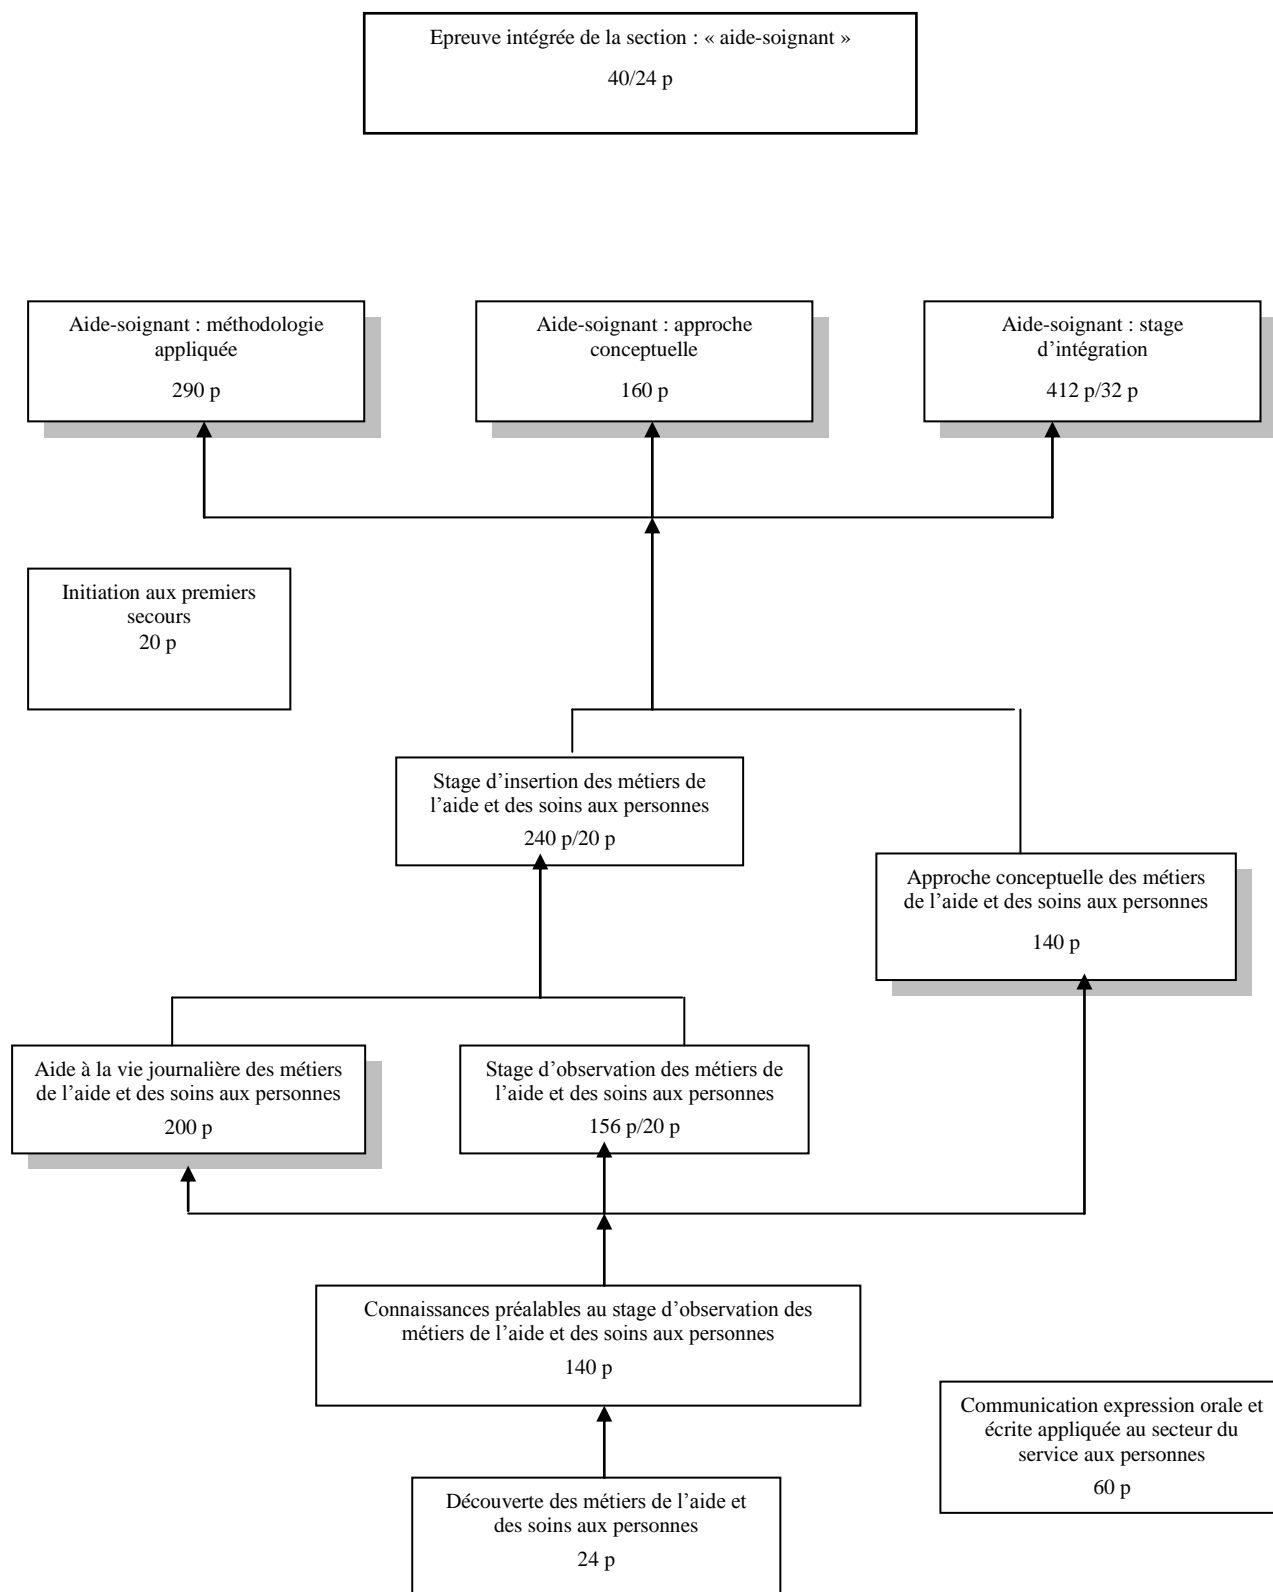 Epreuve intégrée de la section : « aide-soignant »
40/24 p
Aide-soignant : méthodologie
appliquée
290 p
Aide-soignant : approche
conceptuelle
160 p
Aide-soignant : stage
d’intégration
412 p/32 p
Initiation aux premiers
secours
20 p
Stage d’insertion des métiers de
l’aide et des soins aux personnes
240 p/20 p
Approche conceptuelle des métiers
de l’aide et des soins aux personnes
140 p
Aide à la vie journalière des métiers
de l’aide et des soins aux personnes
200 p
Stage d’observation des métiers de
l’aide et des soins aux personnes
156 p/20 p
Connaissances préalables au stage d’observation des
métiers de l’aide et des soins aux personnes
140 p
Communication expression orale et
écrite appliquée au secteur du
service aux personnes
60 p
Découverte des métiers de l’aide et
des soins aux personnes
24 p